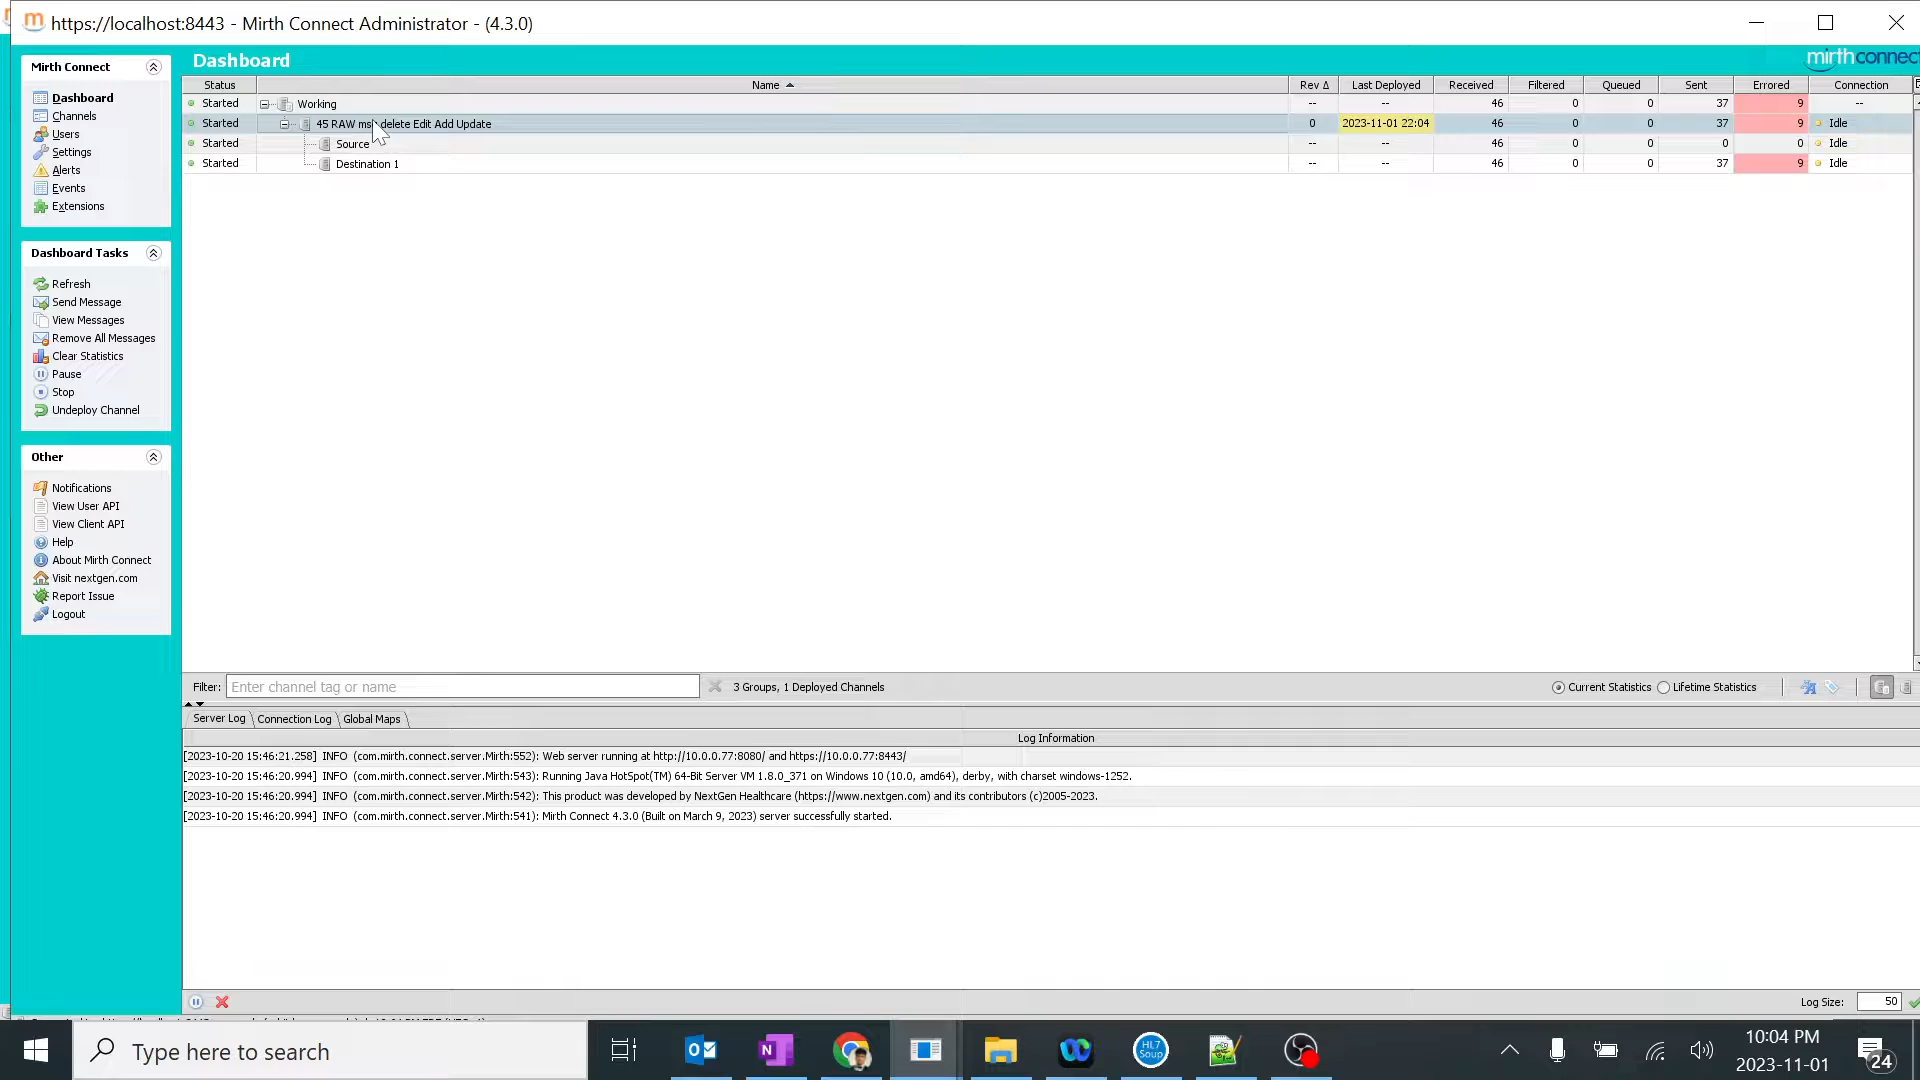 https://localhost:8443 - Mirth Connect Administrator - (4.3.0)
Mirth Connect
Dashboard
Channels
Users
Settings
Alerts
Events
Extensions
Dashboard Tasks
Refresh
Send Message
View Messages
Remove All Messages
Clear Statistics
Pause
Stop
Undeploy Channel
Other
Notifications
View User API
View Client API
Help
About Mirth Connect
Visit nextgen.com
Report Issue
Logout
Dashboard
mirth connect
Status Name Rev Δ Last Deployed Received Filtered Queued Sent Errored Connection
Started Working -- -- 46 0 0 37 9 --
Started 45 RAW delete Edit Add Update 0 2023-11-01 22:04 46 0 0 37 9 Idle
Started Source -- -- 46 0 0 0 0 Idle
Started Destination 1 -- -- 46 0 0 37 9 Idle
Filter: Enter channel tag or name 3 Groups, 1 Deployed Channels Current Statistics Lifetime Statistics
Server Log Connection Log Global Maps
Log Information
[2023-10-20 15:46:21.258] INFO (com.mirth.connect.server.Mirth:552): Web server running at http://10.0.0.77:8080/ and https://10.0.0.77:8443/
[2023-10-20 15:46:20.994] INFO (com.mirth.connect.server.Mirth:543): Running Java HotSpot(TM) 64-Bit Server VM 1.8.0_371 on Windows 10 (10.0, amd64), derby, with charset windows-1252.
[2023-10-20 15:46:20.994] INFO (com.mirth.connect.server.Mirth:542): This product was developed by NextGen Healthcare (https://www.nextgen.com) and its contributors (c)2005-2023.
[2023-10-20 15:46:20.994] INFO (com.mirth.connect.server.Mirth:541): Mirth Connect 4.3.0 (Built on March 9, 2023) server successfully started.
Log Size: 50
Type here to search
HL7
Soup
10:04 PM
2023-11-01
24